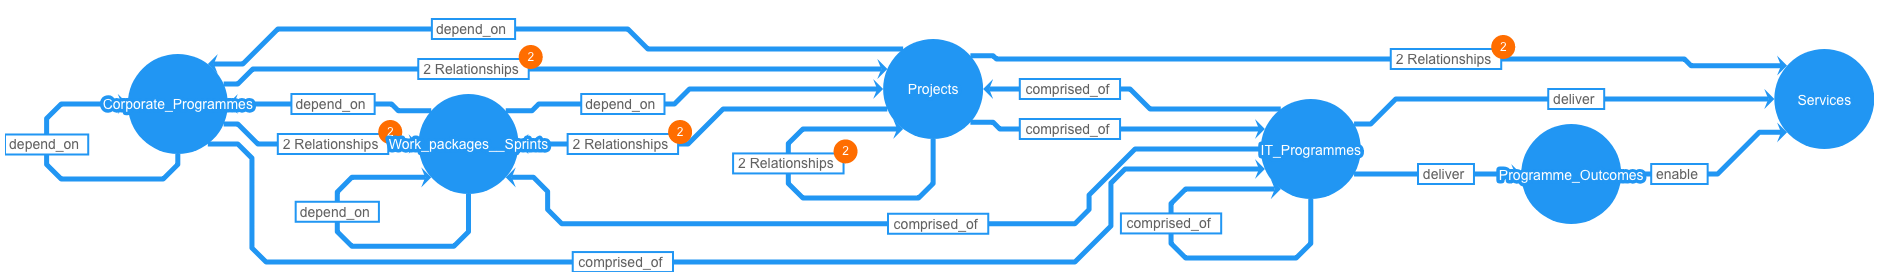 depend_on
2 Relationships
2
2 Relationships
2
Projects
comprised_of
deliver
Services
Corporate_Programmes
depend_on
depend_on
comprised_of
depend_on
2 Relationships
2
Work_packages__Sprints
2 Relationships
2
2 Relationships
2
IT_Programmes
deliver
Programme_Outcomes
enable
depend_on
comprised_of
comprised_of
comprised_of